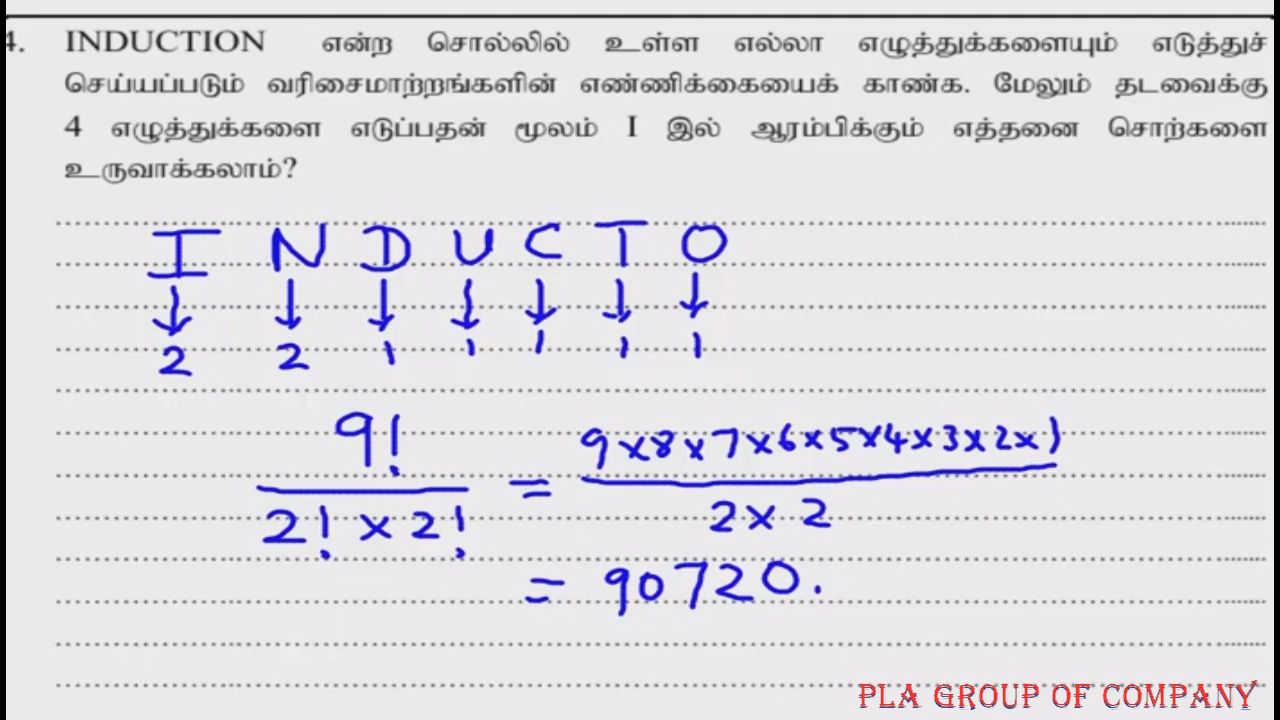 4. INDUCTION என்ற சொல்லில் உள்ள எல்லா எழுத்துக்களையும் எடுத்துச்
செய்யப்படும் வரிசைமாற்றங்களின் எண்ணிக்கையைக் காண்க. மேலும் தடவைக்கு
4 எழுத்துக்களை எடுப்பதன் மூலம் I இல் ஆரம்பிக்கும் எத்தனை சொற்களை
உருவாக்கலாம்?
I N D U C T O
↓ ↓ ↓ ↓ ↓ ↓ ↓
2 2 1 1 1 1 1
9! = 9×8×7×6×5×4×3×2×1
2! × 2! 2 × 2
= 90720.
PLA GROUP OF COMPANY